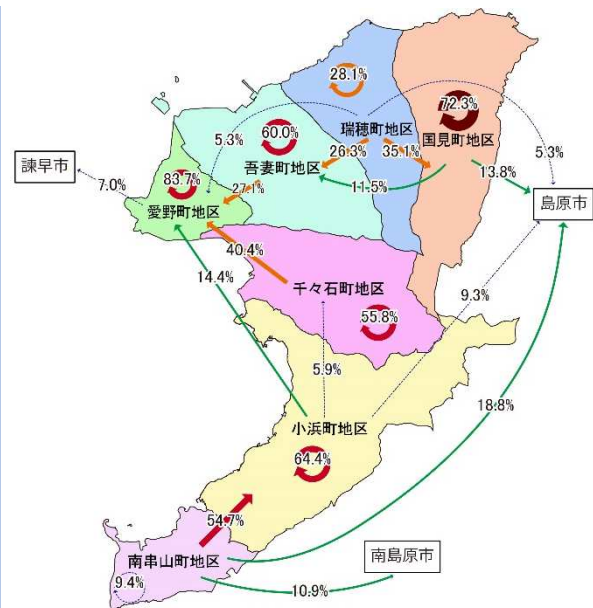 28.1%
72.3%
瑞穂町地区
国見町地区
60.0%
5.3%
26.3%
35.1%
5.3%
吾妻町地区
諫早市
7.0%
83.7%
27.1%
11.5%
13.8%
島原市
愛野町地区
40.4%
14.4%
千々石町地区
9.3%
55.8%
5.9%
18.8%
小浜町地区
64.4%
54.7%
南串山町地区
南島原市
9.4%
10.9%